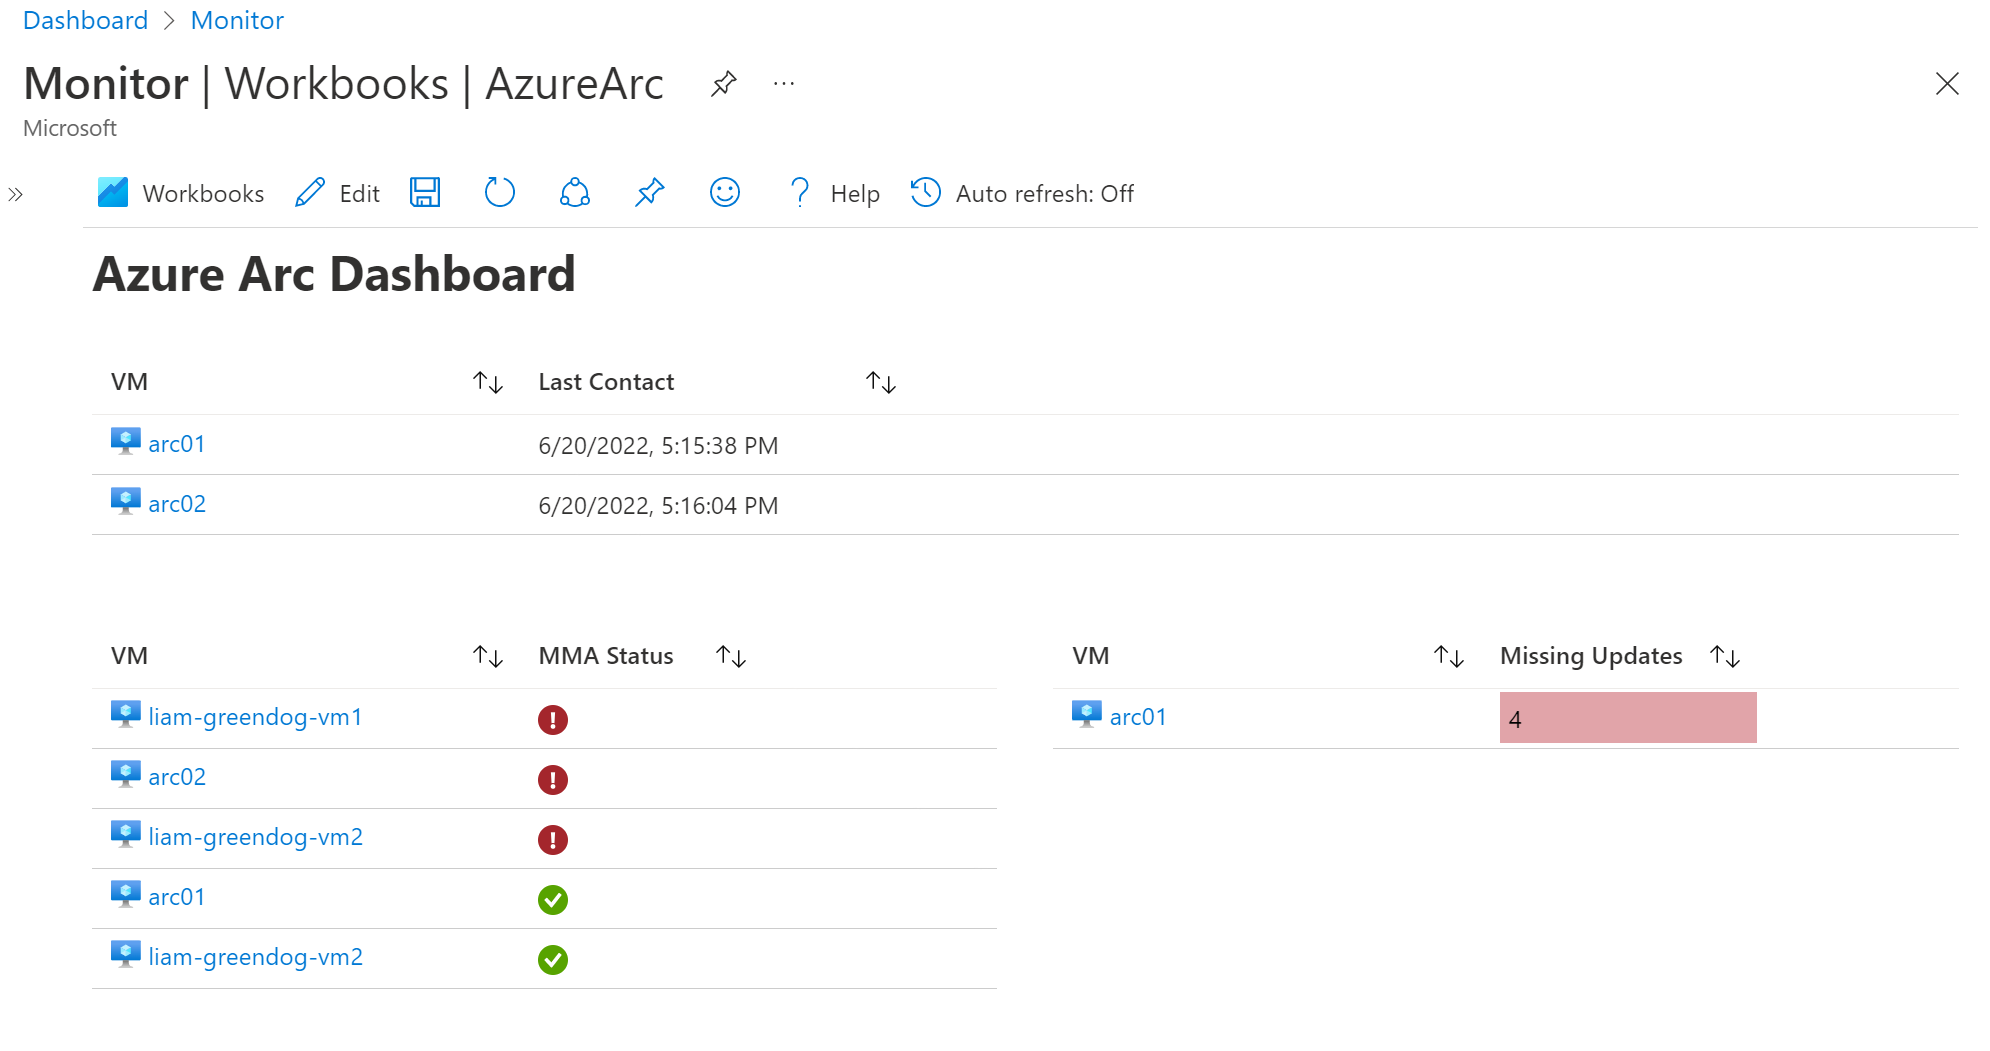 Dashboard > Monitor
Monitor | Workbooks | AzureArc ...
Microsoft
» Workbooks Edit ? Help Auto refresh: Off
Azure Arc Dashboard
VM ↑↓ Last Contact ↑↓
arc01 6/20/2022, 5:15:38 PM
arc02 6/20/2022, 5:16:04 PM
VM ↑↓ MMA Status ↑↓
liam-greendog-vm1
arc02
liam-greendog-vm2
arc01
liam-greendog-vm2
VM ↑↓ Missing Updates ↑↓
arc01 4